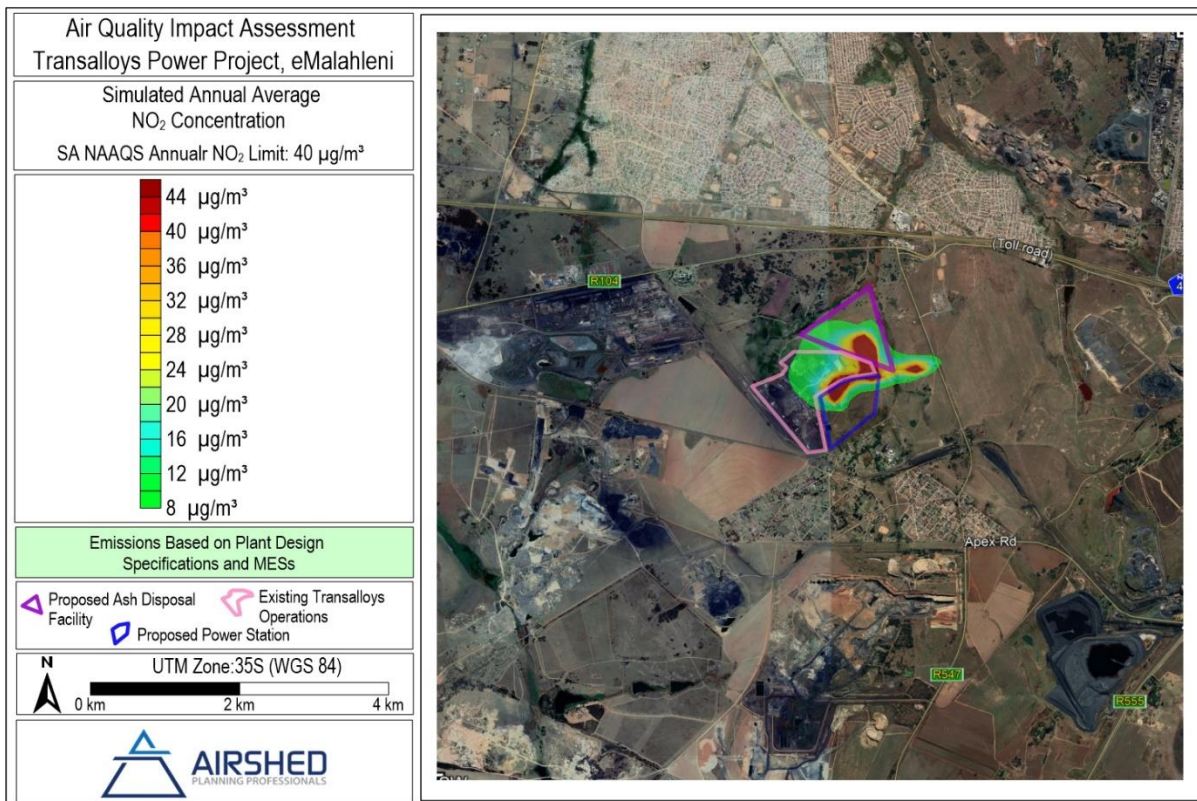 Air Quality Impact Assessment
Transalloys Power Project, eMalahleni
Simulated Annual Average
NO₂ Concentration
SA NAAQS Annualr NO₂ Limit: 40 µg/m³
44 µg/m³
40 µg/m³
36 µg/m³
32 µg/m³
28 µg/m³
24 µg/m³
20 µg/m³
16 µg/m³
12 µg/m³
8 µg/m³
Emissions Based on Plant Design
Specifications and MESs
Proposed Ash Disposal
Facility
Existing Transalloys
Operations
Proposed Power Station
N
UTM Zone:35S (WGS 84)
0 km 2 km 4 km
AIRSHED
PLANNING PROFESSIONALS
(Toll road)
R104
4
Apex Rd
R547
R555